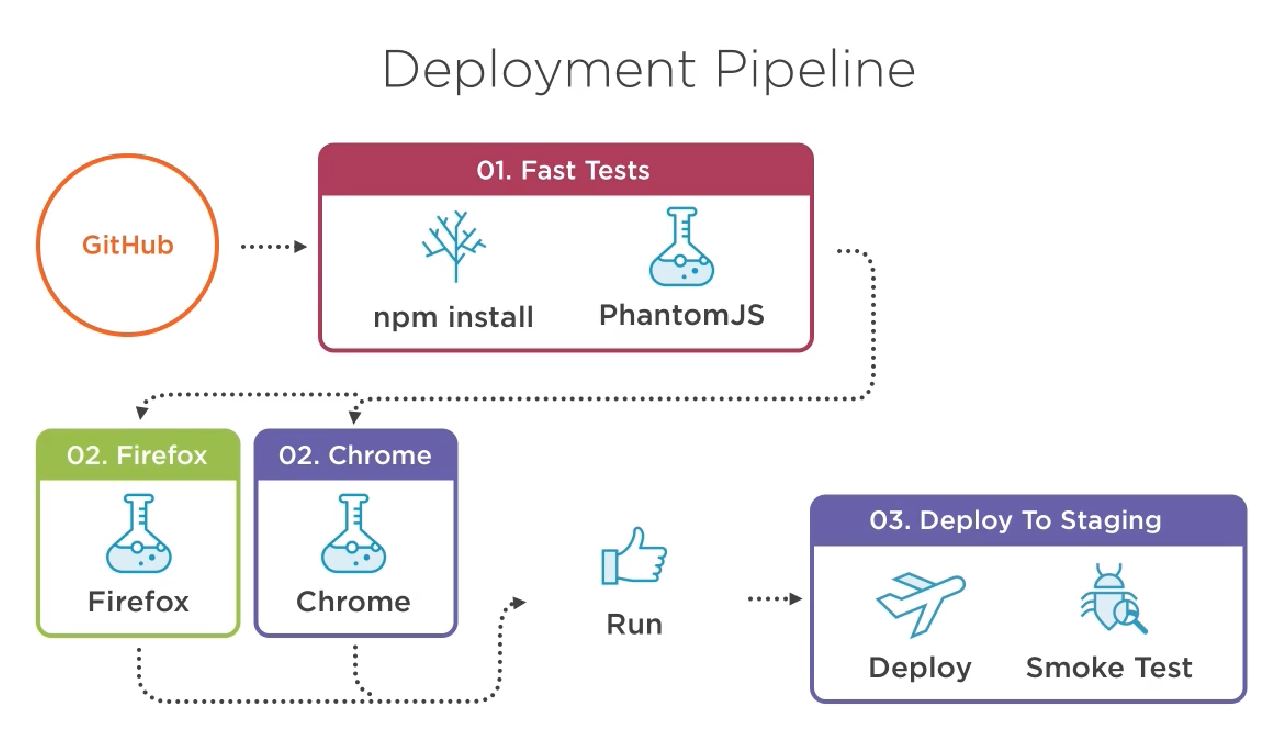 Deployment Pipeline
GitHub
01. Fast Tests
npm install
PhantomJS
02. Firefox
Firefox
02. Chrome
Chrome
Run
03. Deploy To Staging
Deploy
Smoke Test